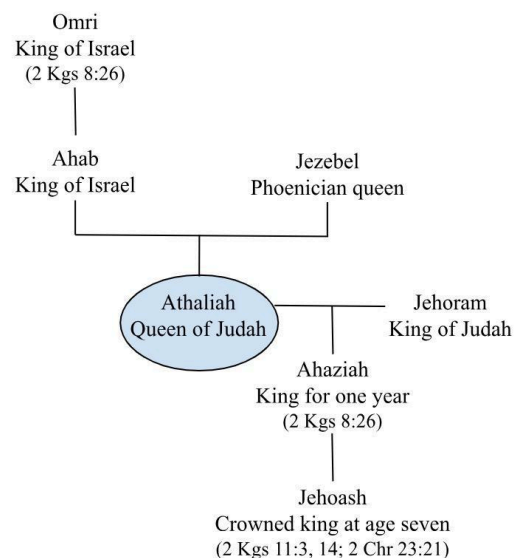 Omri
King of Israel
(2 Kgs 8:26)
Ahab
King of Israel
Jezebel
Phoenician queen
Athaliah
Queen of Judah
Jehoram
King of Judah
Ahaziah
King for one year
(2 Kgs 8:26)
Jehoash
Crowned king at age seven
(2 Kgs 11:3, 14; 2 Chr 23:21)